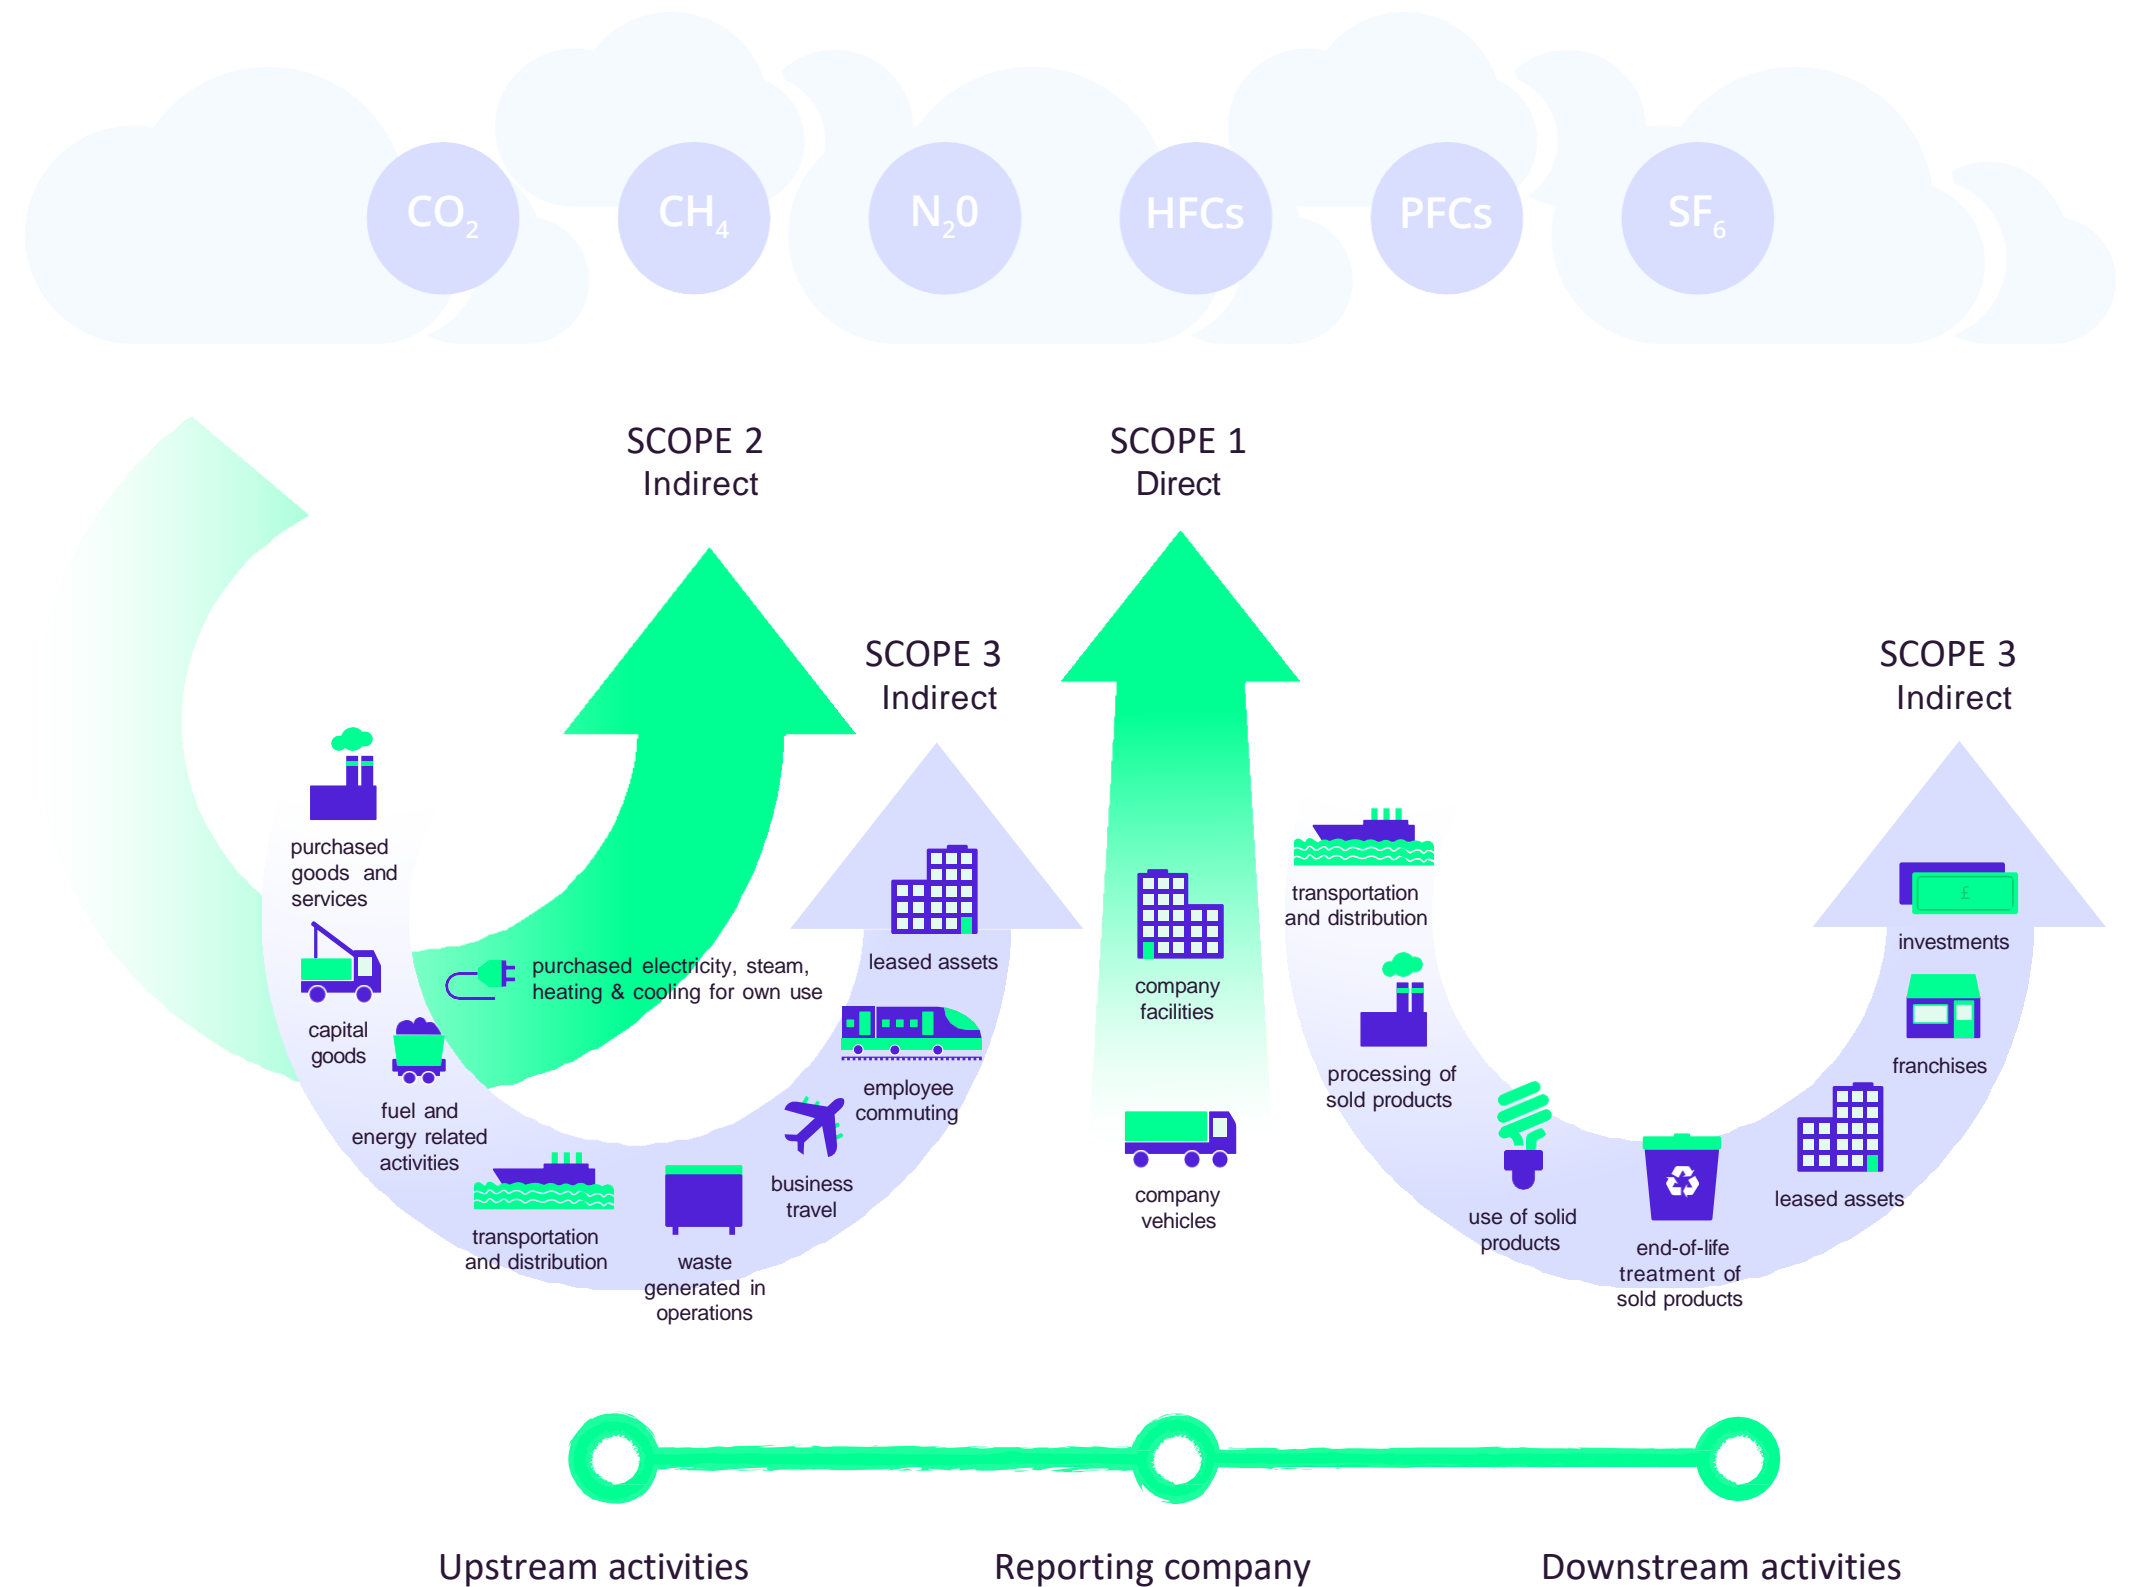 CO2
CH4
N20
HFCs
PFCs
SF6
SCOPE 2
Indirect
SCOPE 1
Direct
SCOPE 3
Indirect
SCOPE 3
Indirect
purchased
goods and
services
capital
goods
fuel and
energy related
activities
transportation
and distribution
waste
generated in
operations
business
travel
employee
commuting
leased assets
purchased electricity, steam,
heating & cooling for own use
company
facilities
company
vehicles
transportation
and distribution
processing of
sold products
use of solid
products
end-of-life
treatment of
sold products
leased assets
franchises
investments
£
Upstream activities
Reporting company
Downstream activities